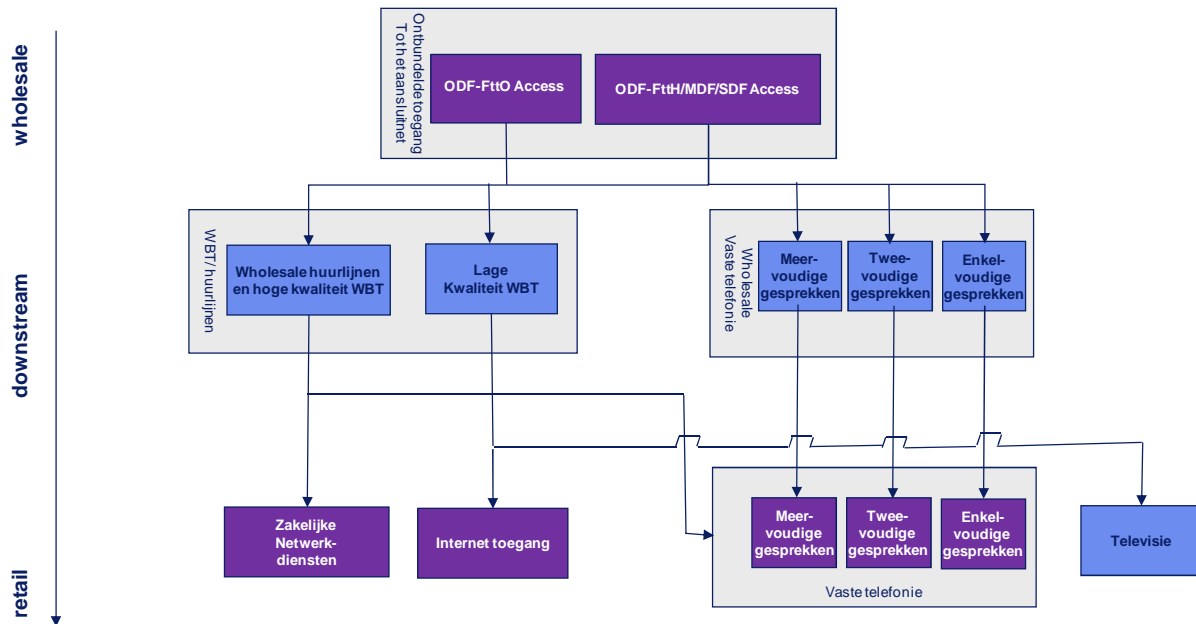 wholesale
downstream
retail
Ontbundelde toegang
Tot het aansluitnet
ODF-FttO Access
ODF-FttH/MDF/SDF Access
WBT/ huurlijnen
Wholesale huurlijnen
en hoge kwaliteit WBT
Lage
Kwaliteit WBT
Wholesale
Vaste telefonie
Meer-
voudige
gesprekken
Twee-
voudige
gesprekken
Enkel-
voudige
gesprekken
Zakelijke
Netwerk-
diensten
Internet toegang
Meer-
voudige
gesprekken
Twee-
voudige
gesprekken
Enkel-
voudige
gesprekken
Vaste telefonie
Televisie